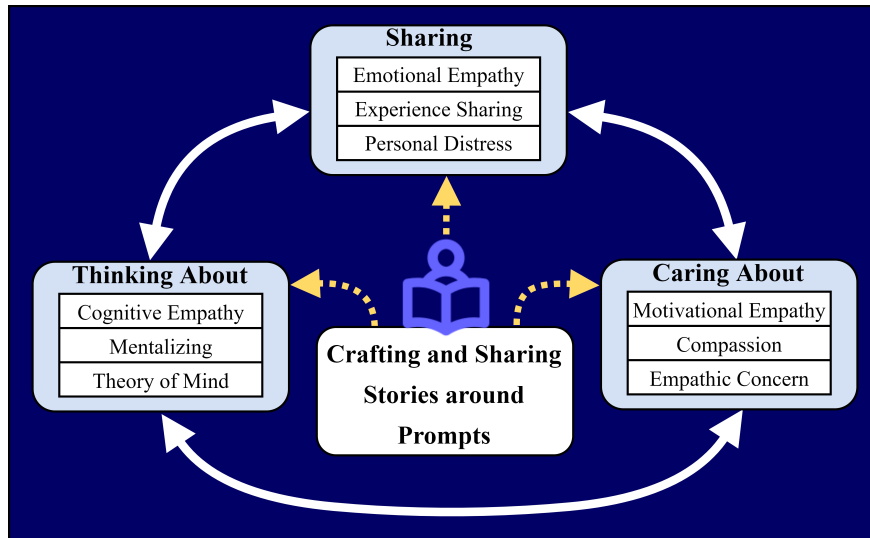 Sharing
Emotional Empathy
Experience Sharing
Personal Distress
Thinking About
Cognitive Empathy
Mentalizing
Theory of Mind
Caring About
Motivational Empathy
Compassion
Empathic Concern
Crafting and Sharing
Stories around
Prompts